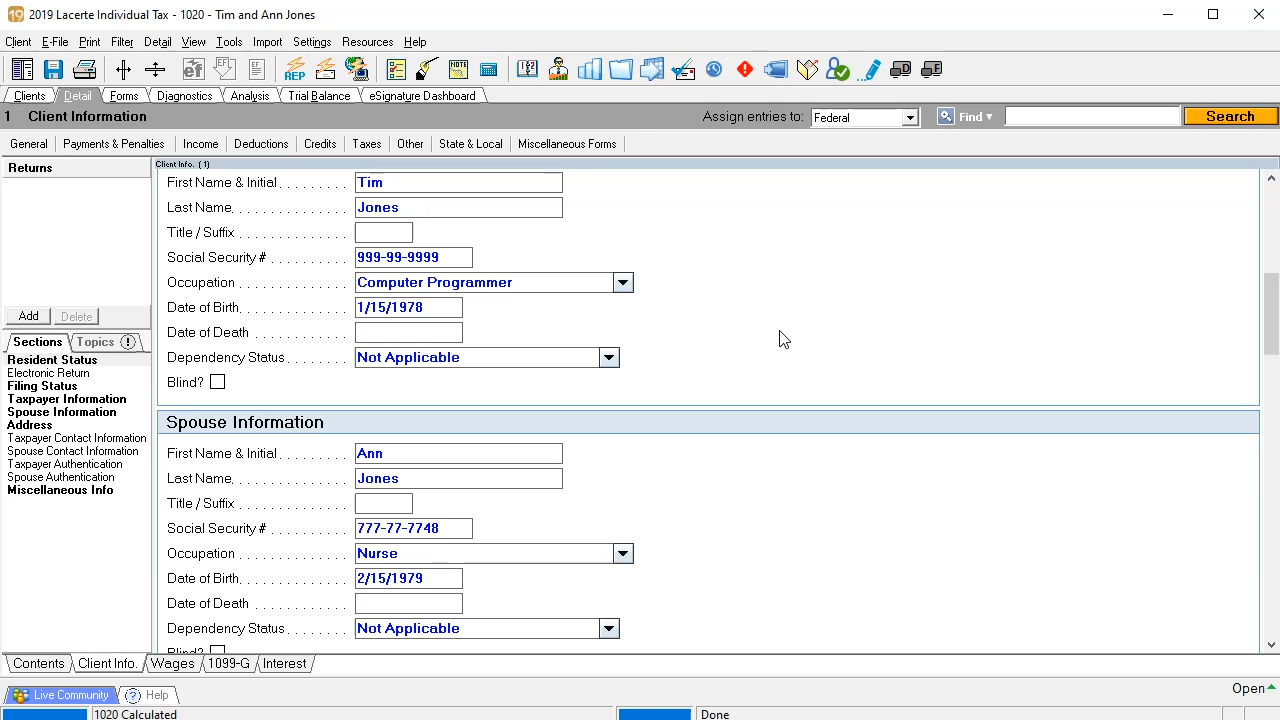 19 2019 Lacerte Individual Tax - 1020 - Tim and Ann Jones
Client E-File Print Filter Detail View Tools Import Settings Resources Help
ef EF REP NOTE 1040 D E
Clients Detail Forms Diagnostics Analysis Trial Balance eSignature Dashboard
1 Client Information Assign entries to: Federal Find Search
General Payments & Penalties Income Deductions Credits Taxes Other State & Local Miscellaneous Forms
Returns
Add Delete
Sections Topics
Resident Status
Electronic Return
Filing Status
Taxpayer Information
Spouse Information
Address
Taxpayer Contact Information
Spouse Contact Information
Taxpayer Authentication
Spouse Authentication
Miscellaneous Info
Client Info. (1)
First Name & Initial . . . . . . . . . Tim
Last Name. . . . . . . . . . . . . . Jones
Title / Suffix . . . . . . . . . . . . . .
Social Security # . . . . . . . . . . 999-99-9999
Occupation . . . . . . . . . . . . . Computer Programmer
Date of Birth. . . . . . . . . . . . . 1/15/1978
Date of Death . . . . . . . . . . . .
Dependency Status. . . . . . . . Not Applicable
Blind?
Spouse Information
First Name & Initial . . . . . . . . . Ann
Last Name. . . . . . . . . . . . . . Jones
Title / Suffix . . . . . . . . . . . . . .
Social Security # . . . . . . . . . . 777-77-7748
Occupation . . . . . . . . . . . . . Nurse
Date of Birth. . . . . . . . . . . . . 2/15/1979
Date of Death . . . . . . . . . . . .
Dependency Status. . . . . . . . Not Applicable
Blind?
Contents Client Info. Wages 1099-G Interest
Live Community Help Open
1020 Calculated Done